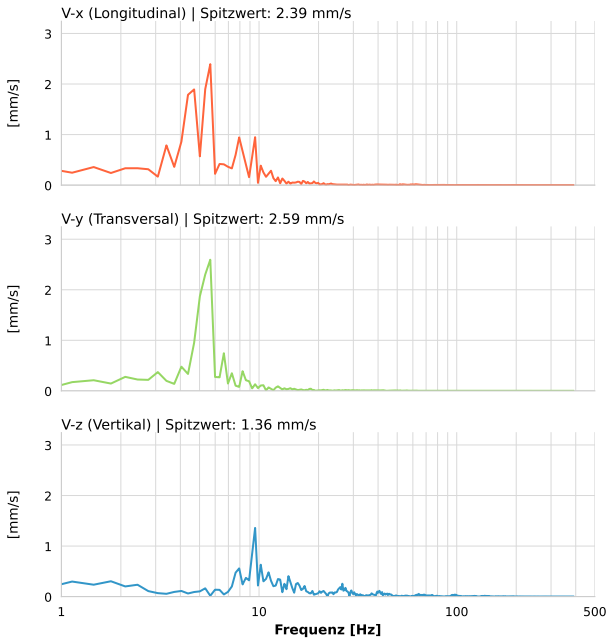 V-x (Longitudinal) | Spitzwert: 2.39 mm/s
3
2
1
0
[mm/s]
V-y (Transversal) | Spitzwert: 2.59 mm/s
3
2
1
0
[mm/s]
V-z (Vertikal) | Spitzwert: 1.36 mm/s
3
2
1
0
[mm/s]
1 10 100 500
Frequenz [Hz]